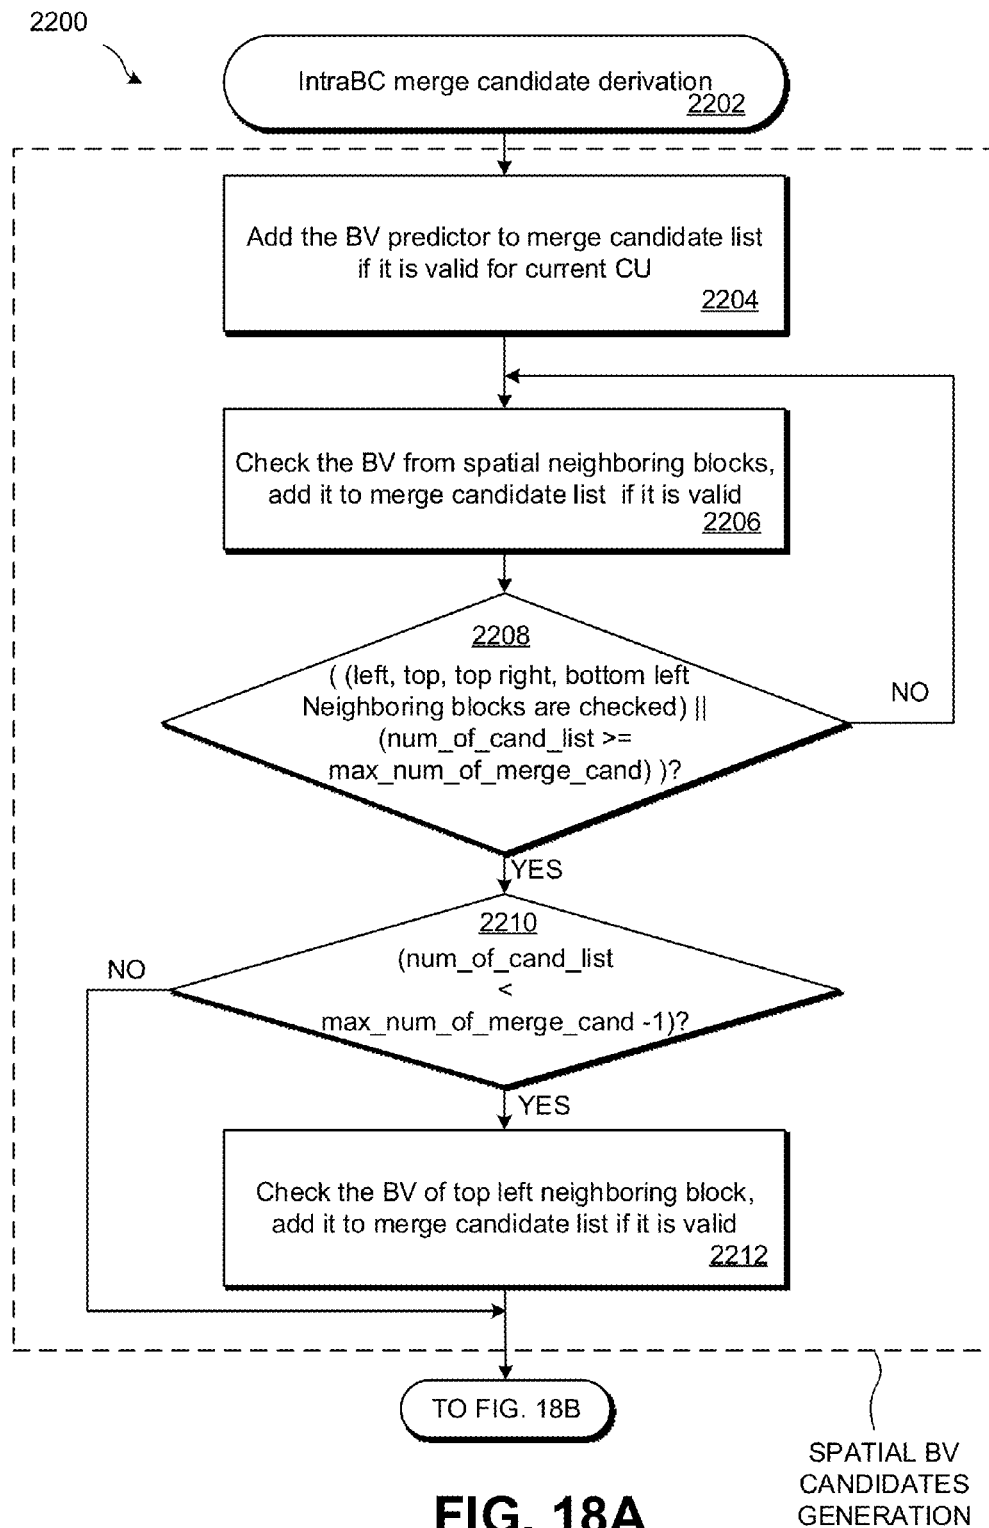 2200
IntraBC merge candidate derivation
2202
Add the BV predictor to merge candidate list
if it is valid for current CU
2204
Check the BV from spatial neighboring blocks,
add it to merge candidate list if it is valid
2206
2208
( (left, top, top right, bottom left
Neighboring blocks are checked) ||
(num_of_cand_list >=
max_num_of_merge_cand) )?
NO
YES
2210
(num_of_cand_list
<
max_num_of_merge_cand -1)?
NO
YES
Check the BV of top left neighboring block,
add it to merge candidate list if it is valid
2212
TO FIG. 18B
SPATIAL BV
CANDIDATES
GENERATION
FIG. 18A